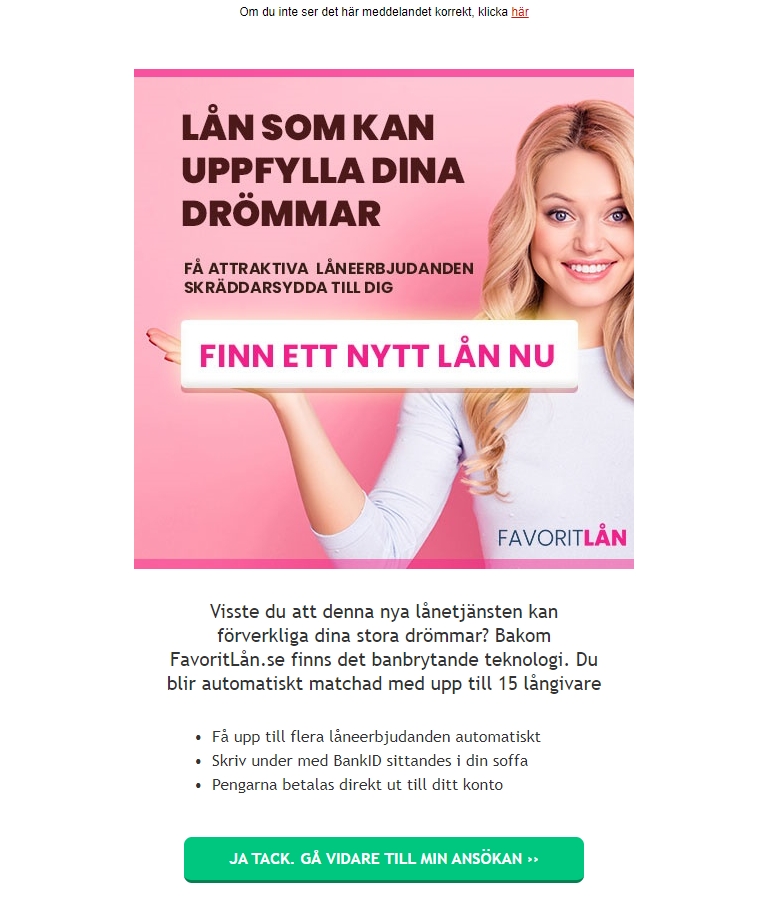 Om du inte ser det här meddelandet korrekt, klicka här
LÅN SOM KAN
UPPFYLLA DINA
DRÖMMAR
FÅ ATTRAKTIVA LÅNEERBJUDANDEN
SKRÄDDARSYDDA TILL DIG
FINN ETT NYTT LÅN NU
FAVORITLÅN
Visste du att denna nya lånetjänsten kan
förverkliga dina stora drömmar? Bakom
FavoritLån.se finns det banbrytande teknologi. Du
blir automatiskt matchad med upp till 15 långivare
• Få upp till flera låneerbjudanden automatiskt
• Skriv under med BankID sittandes i din soffa
• Pengarna betalas direkt ut till ditt konto
JA TACK. GÅ VIDARE TILL MIN ANSÖKAN >>